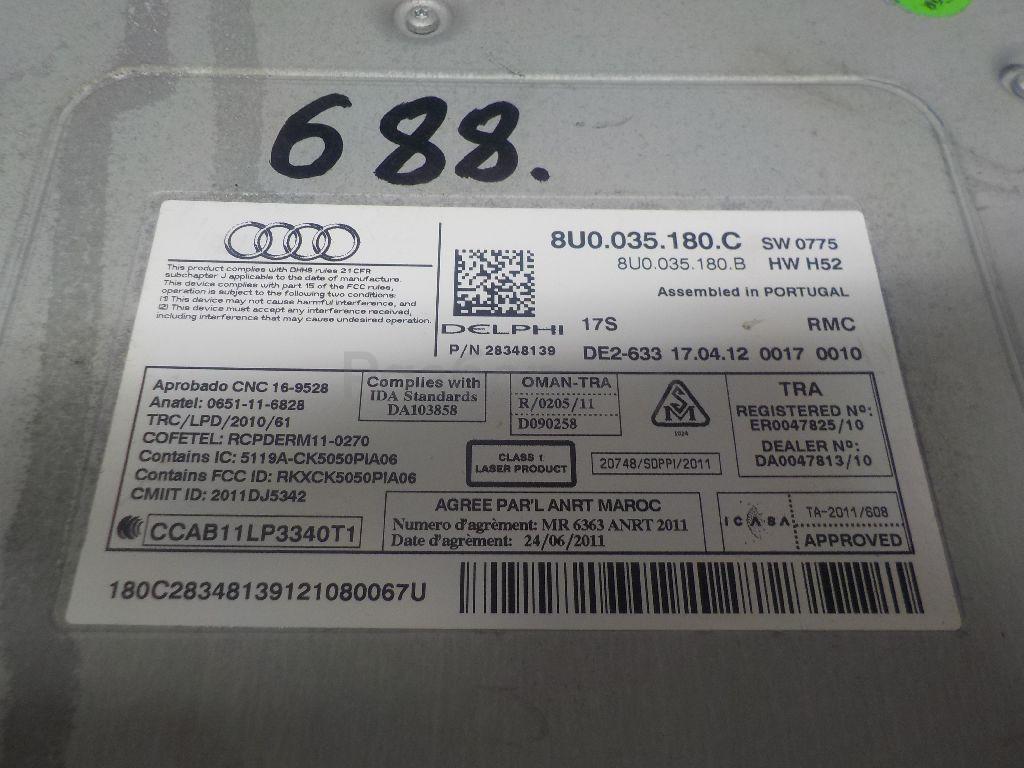 688.
This product complies with DHHS rules 21CFR
subchapter J applicable to the date of manufacture.
This device complies with part 15 of the FCC rules,
operation is subject to the following two conditions:
(1) This device may not cause harmful interference, and
(2) This device must accept any interference received,
including interference that may cause undesired operation.
8U0.035.180.C SW 0775
8U0.035.180.B HW H52
Assembled in PORTUGAL
DELPHI 17S RMC
P/N 28348139 DE2-633 17.04.12 0017 0010
Aprobado CNC 16-9528
Anatel: 0651-11-6828
TRC/LPD/2010/61
COFETEL: RCPDERM11-0270
Contains IC: 5119A-CK5050PIA06
Contains FCC ID: RKXCK5050PIA06
CMIIT ID: 2011DJ5342
CCAB11LP3340T1
Complies with
IDA Standards
DA103858
OMAN-TRA
R/0205/11
D090258
SM
1024
TRA
REGISTERED Nº:
ER0047825/10
DEALER Nº:
DA0047813/10
CLASS 1
LASER PRODUCT
20748/SDPPI/2011
AGREE PAR'L ANRT MAROC
Numero d'agrèment: MR 6363 ANRT 2011
Date d'agrèment: 24/06/2011
ICASA
TA-2011/608
APPROVED
180C28348139121080067U